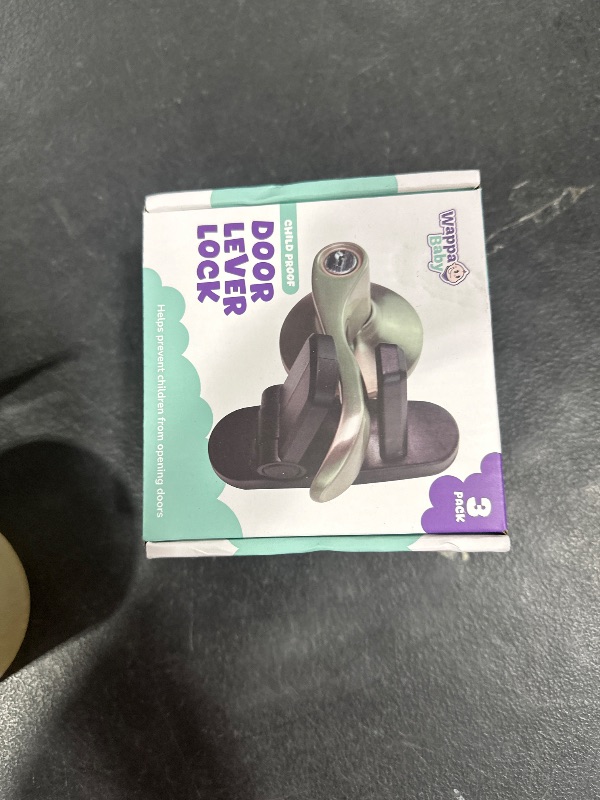 Wappa
Baby
CHILD PROOF
DOOR
LEVER
LOCK
Helps prevent children from opening doors
3
PACK